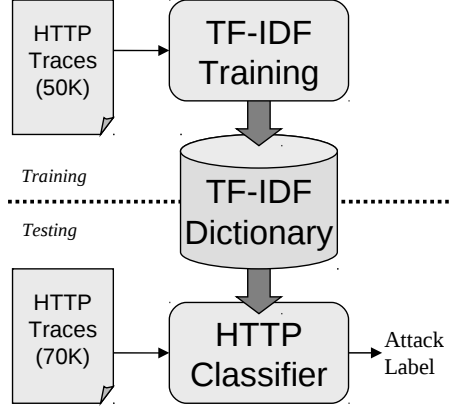 HTTP
Traces
(50K)
TF-IDF
Training
Training
TF-IDF
Dictionary
Testing
HTTP
Traces
(70K)
HTTP
Classifier
Attack
Label